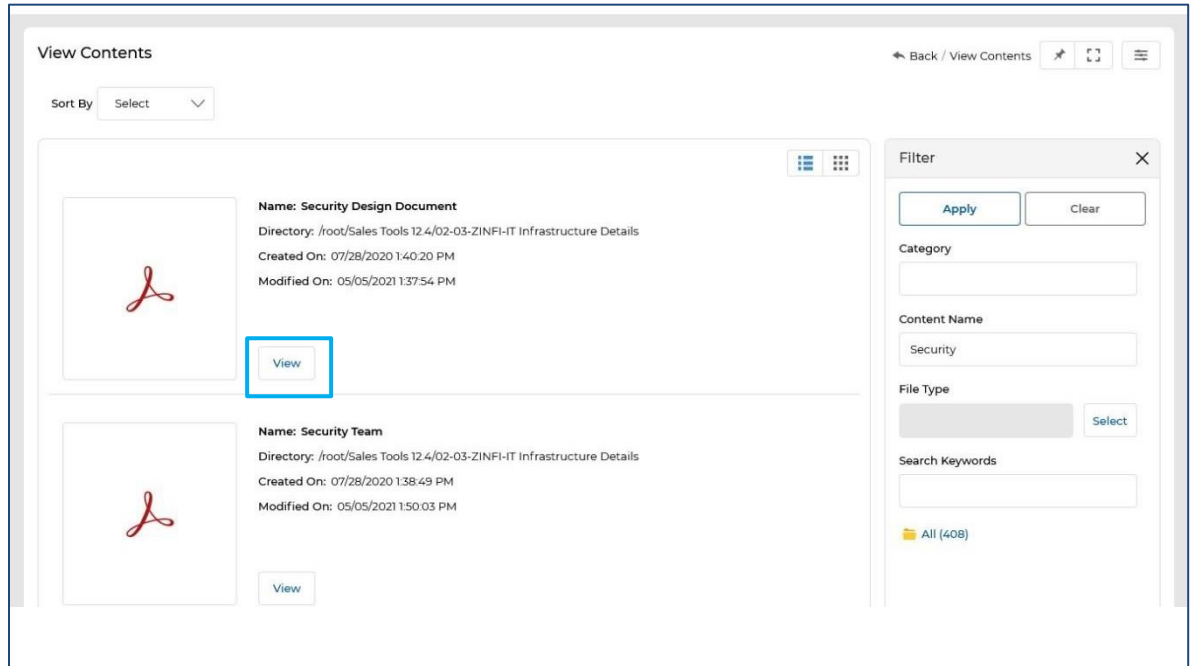 View Contents
Back / View Contents
Sort By Select
Filter
Apply Clear
Name: Security Design Document
Directory: /root/Sales Tools 12.4/02-03-ZINFI-IT Infrastructure Details
Created On: 07/28/2020 1:40:20 PM
Modified On: 05/05/2021 1:37:54 PM
View
Category
Content Name
Security
File Type
Select
Name: Security Team
Directory: /root/Sales Tools 12.4/02-03-ZINFI-IT Infrastructure Details
Created On: 07/28/2020 1:38:49 PM
Modified On: 05/05/2021 1:50:03 PM
View
Search Keywords
All (408)